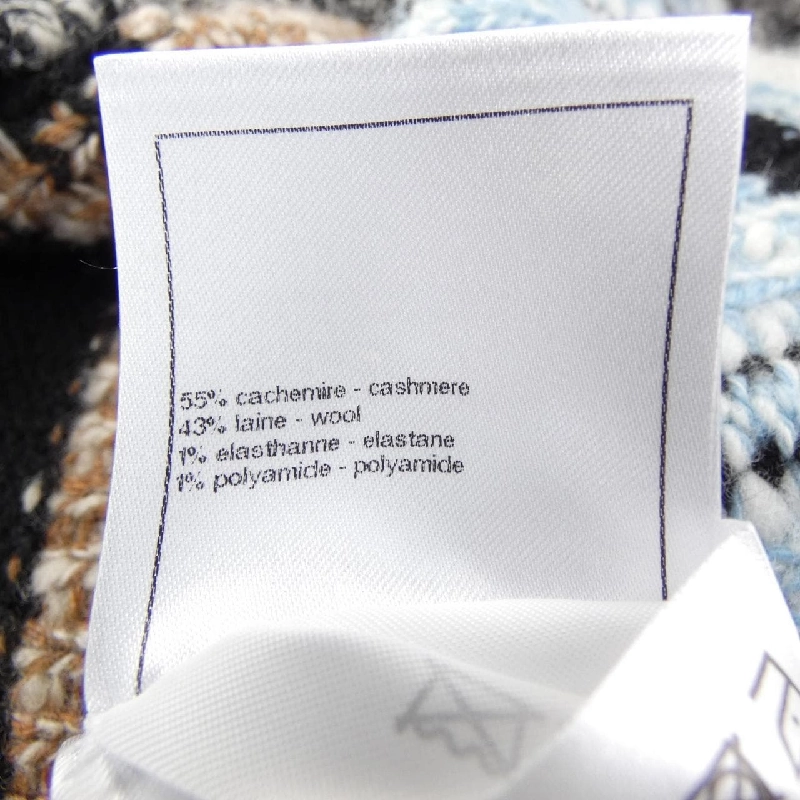 55% cachemire - cashmere
43% laine - wool
1% elasthanne - elastane
1% polyamide - polyamide